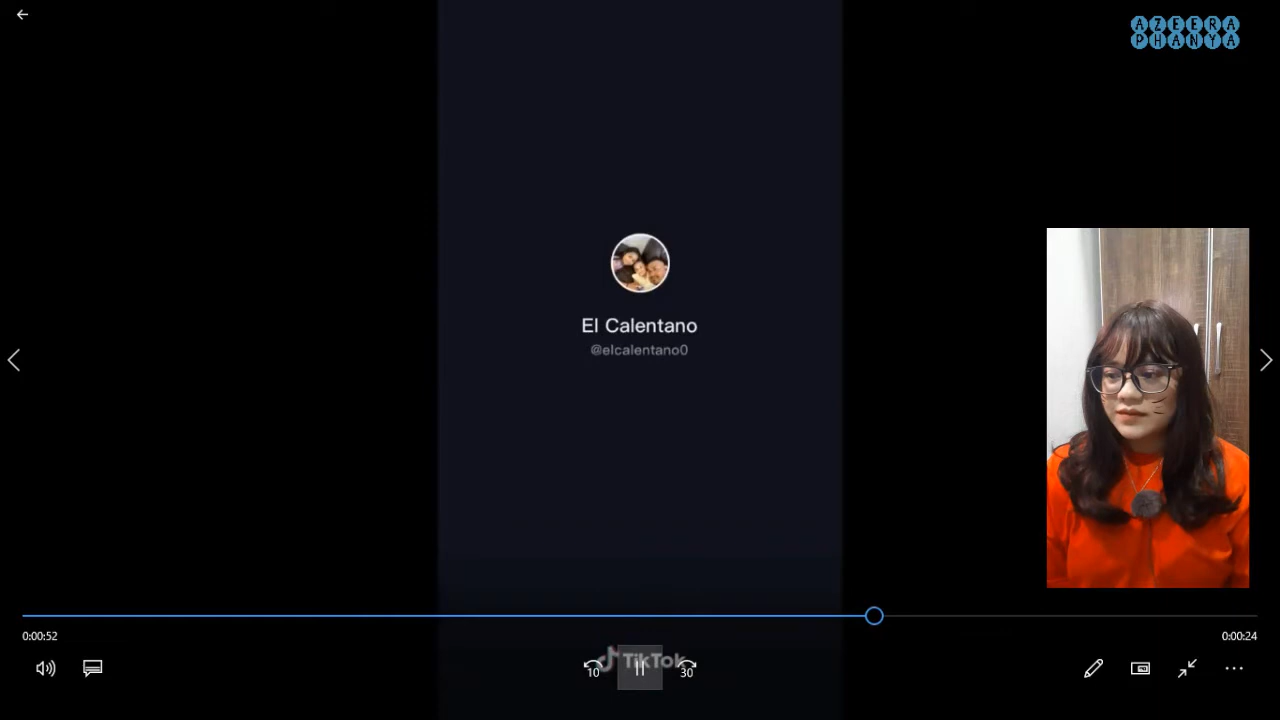 AZEERA
PHANYA
El Calentano
@elcalentano0
0:00:52
0:00:24
10
TikTok
30